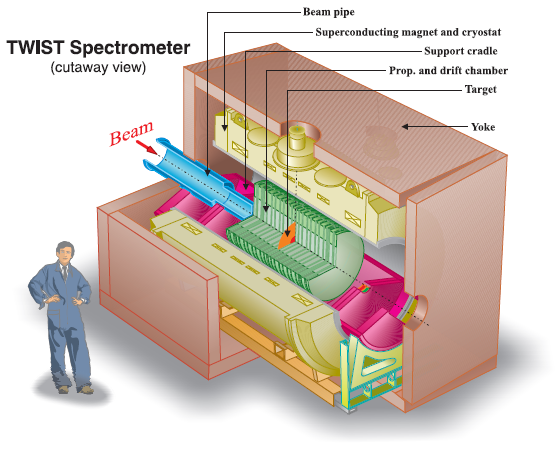 Beam pipe
Superconducting magnet and cryostat
TWIST Spectrometer
(cutaway view)
Support cradle
Prop. and drift chamber
Target
Beam
Yoke